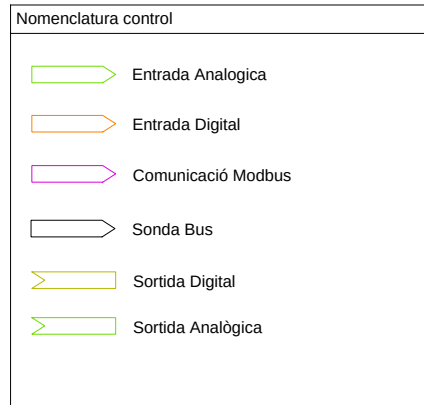 Nomenclatura control
Entrada Analogica
Entrada Digital
Comunicació Modbus
Sonda Bus
Sortida Digital
Sortida Analògica